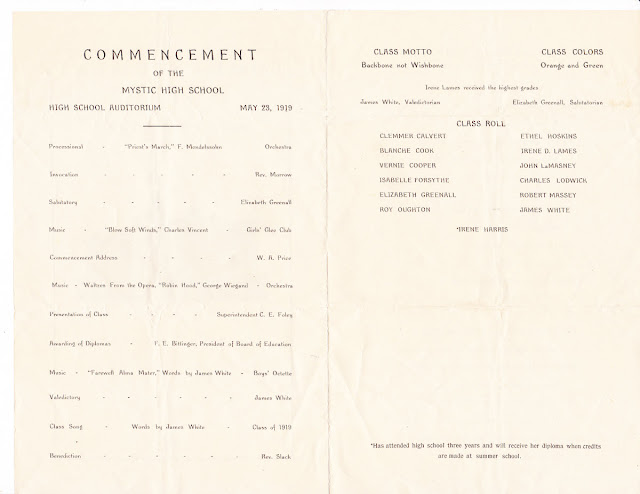 COMMENCEMENT
OF THE
MYSTIC HIGH SCHOOL
HIGH SCHOOL AUDITORIUM MAY 23, 1919
Processional - "Priest's March," F. Mendelssohn Orchestra
Invocation - - - - - Rev. Morrow
Salutatory - - - - - Elizabeth Greenall
Music - "Blow Soft Winds," Charles Vincent - Girls' Glee Club
Commencement Address - - - - W. A. Price
Music - Waltzes From the Opera, "Robin Hood," George Wiegand - Orchestra
Presentation of Class - - - - Superintendent C. E. Foley
Awarding of Diplomas - F. E. Bittinger, President of Board of Education
Music - "Farewell Alma Mater," Words by James White - Boys' Octette
Valedictory - - - - - - James White
Class Song - Words by James White - Class of 1919
Benediction - - - - - - Rev. Slack
CLASS MOTTO CLASS COLORS
Backbone not Wishbone Orange and Green
Irene Lames received the highest grades
James White, Valedictorian Elizabeth Greenall, Salutatorian
CLASS ROLL
CLEMMER CALVERT ETHEL HOSKINS
BLANCHE COOK IRENE D. LAMES
VERNIE COOPER JOHN LaMASNEY
ISABELLE FORSYTHE CHARLES LODWICK
ELIZABETH GREENALL ROBERT MASSEY
ROY OUGHTON JAMES WHITE
*IRENE HARRIS
*Has attended high school three years and will receive her diploma when credits
are made at summer school.